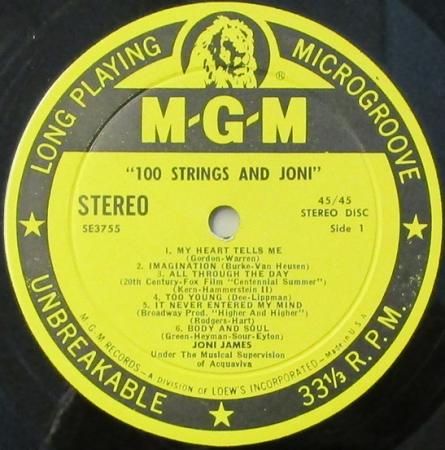 LONG PLAYING MICROGROOVE
®
M-G-M
"100 STRINGS AND JONI"
STEREO
SE3755
45/45
STEREO DISC
Side 1
1. MY HEART TELLS ME
(Gordon-Warren)
2. IMAGINATION (Burke-Van Heusen)
3. ALL THROUGH THE DAY
(20th Century-Fox Film "Centennial Summer")
(Kern-Hammerstein II)
4. TOO YOUNG (Dee-Lippman)
5. IT NEVER ENTERED MY MIND
(Broadway Prod. "Higher And Higher")
(Rodgers-Hart)
6. BODY AND SOUL
(Green-Heyman-Sour-Eyton)
JONI JAMES
Under The Musical Supervision
of Acquaviva
M-G-M RECORDS—A DIVISION OF LOEW'S INCORPORATED—Made in U.S.A.
UNBREAKABLE
33⅓ R.P.M.